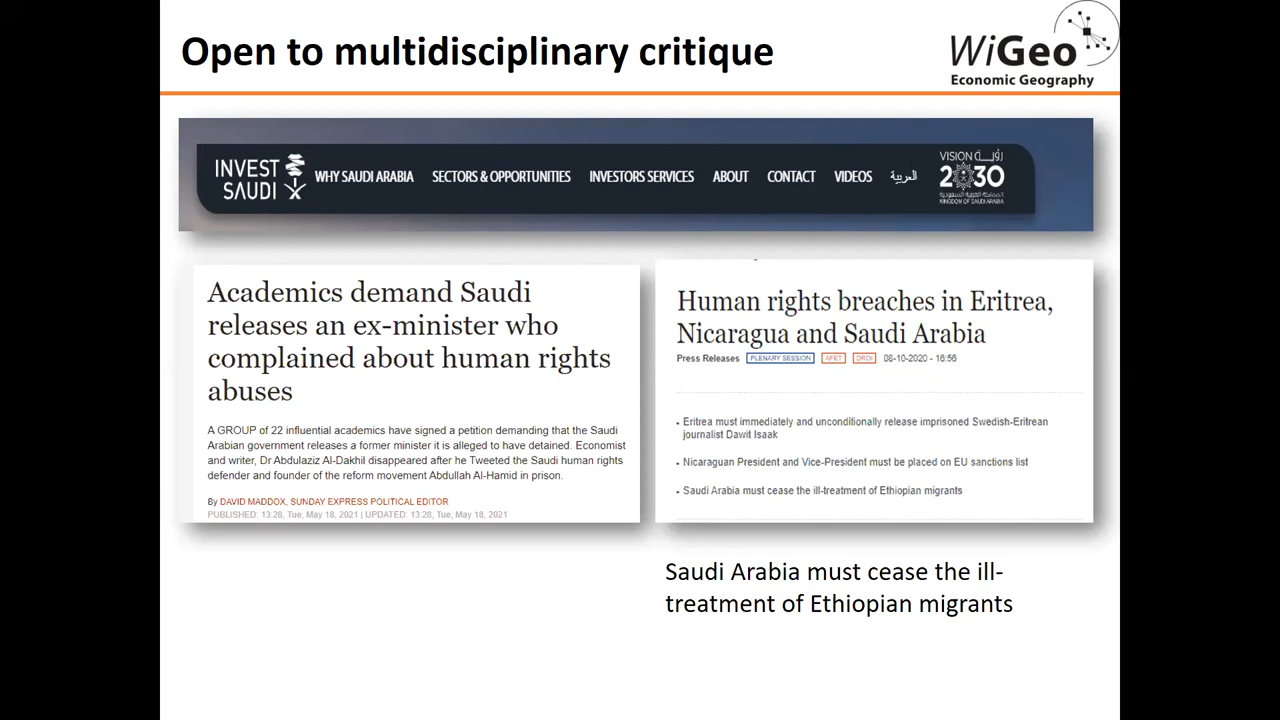 Open to multidisciplinary critique
WiGeo
Economic Geography
INVEST
SAUDI
WHY SAUDI ARABIA
SECTORS & OPPORTUNITIES
INVESTORS SERVICES
ABOUT
CONTACT
VIDEOS
العربية
VISION رؤية
2030
المملكة العربية السعودية
KINGDOM OF SAUDI ARABIA
Academics demand Saudi
releases an ex-minister who
complained about human rights
abuses
A GROUP of 22 influential academics have signed a petition demanding that the Saudi
Arabian government releases a former minister it is alleged to have detained. Economist
and writer, Dr Abdulaziz Al-Dakhil disappeared after he Tweeted the Saudi human rights
defender and founder of the reform movement Abdullah Al-Hamid in prison.
By DAVID MADDOX, SUNDAY EXPRESS POLITICAL EDITOR
PUBLISHED: 13:28, Tue, May 18, 2021 | UPDATED: 13:28, Tue, May 18, 2021
Human rights breaches in Eritrea,
Nicaragua and Saudi Arabia
Press Releases PLENARY SESSION AFET DROI 08-10-2020 - 16:56
• Eritrea must immediately and unconditionally release imprisoned Swedish-Eritrean
journalist Dawit Isaak
• Nicaraguan President and Vice-President must be placed on EU sanctions list
• Saudi Arabia must cease the ill-treatment of Ethiopian migrants
Saudi Arabia must cease the ill-
treatment of Ethiopian migrants